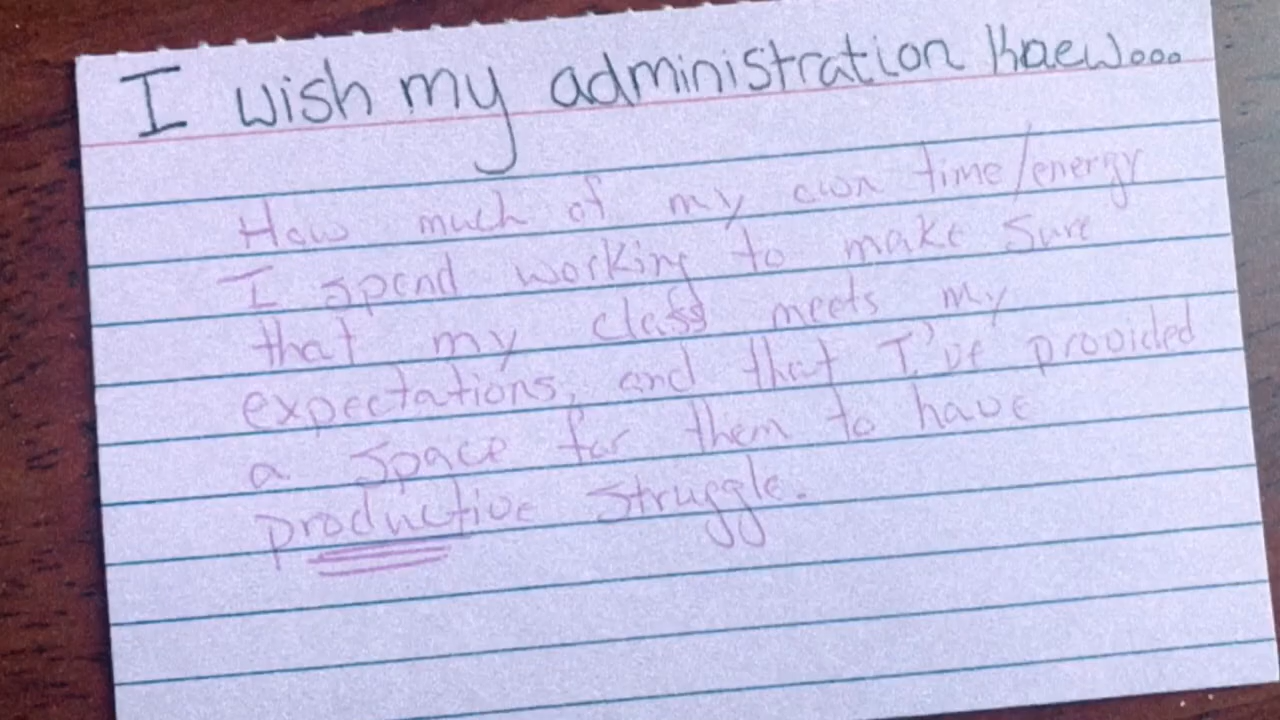 I wish my administration knew...
How much of my own time/energy
I spend working to make sure
that my class meets my
expectations, and that I've provided
a space for them to have
productive struggle.